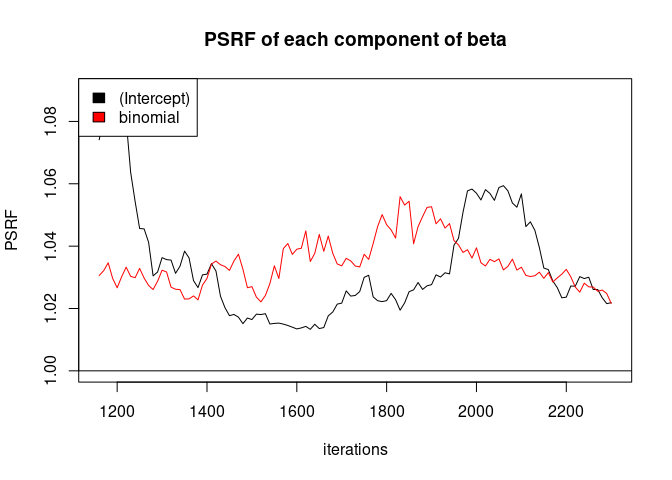 PSRF of each component of beta
(Intercept)
binomial
PSRF
1.08
1.06
1.04
1.02
1.00
1200 1400 1600 1800 2000 2200
iterations